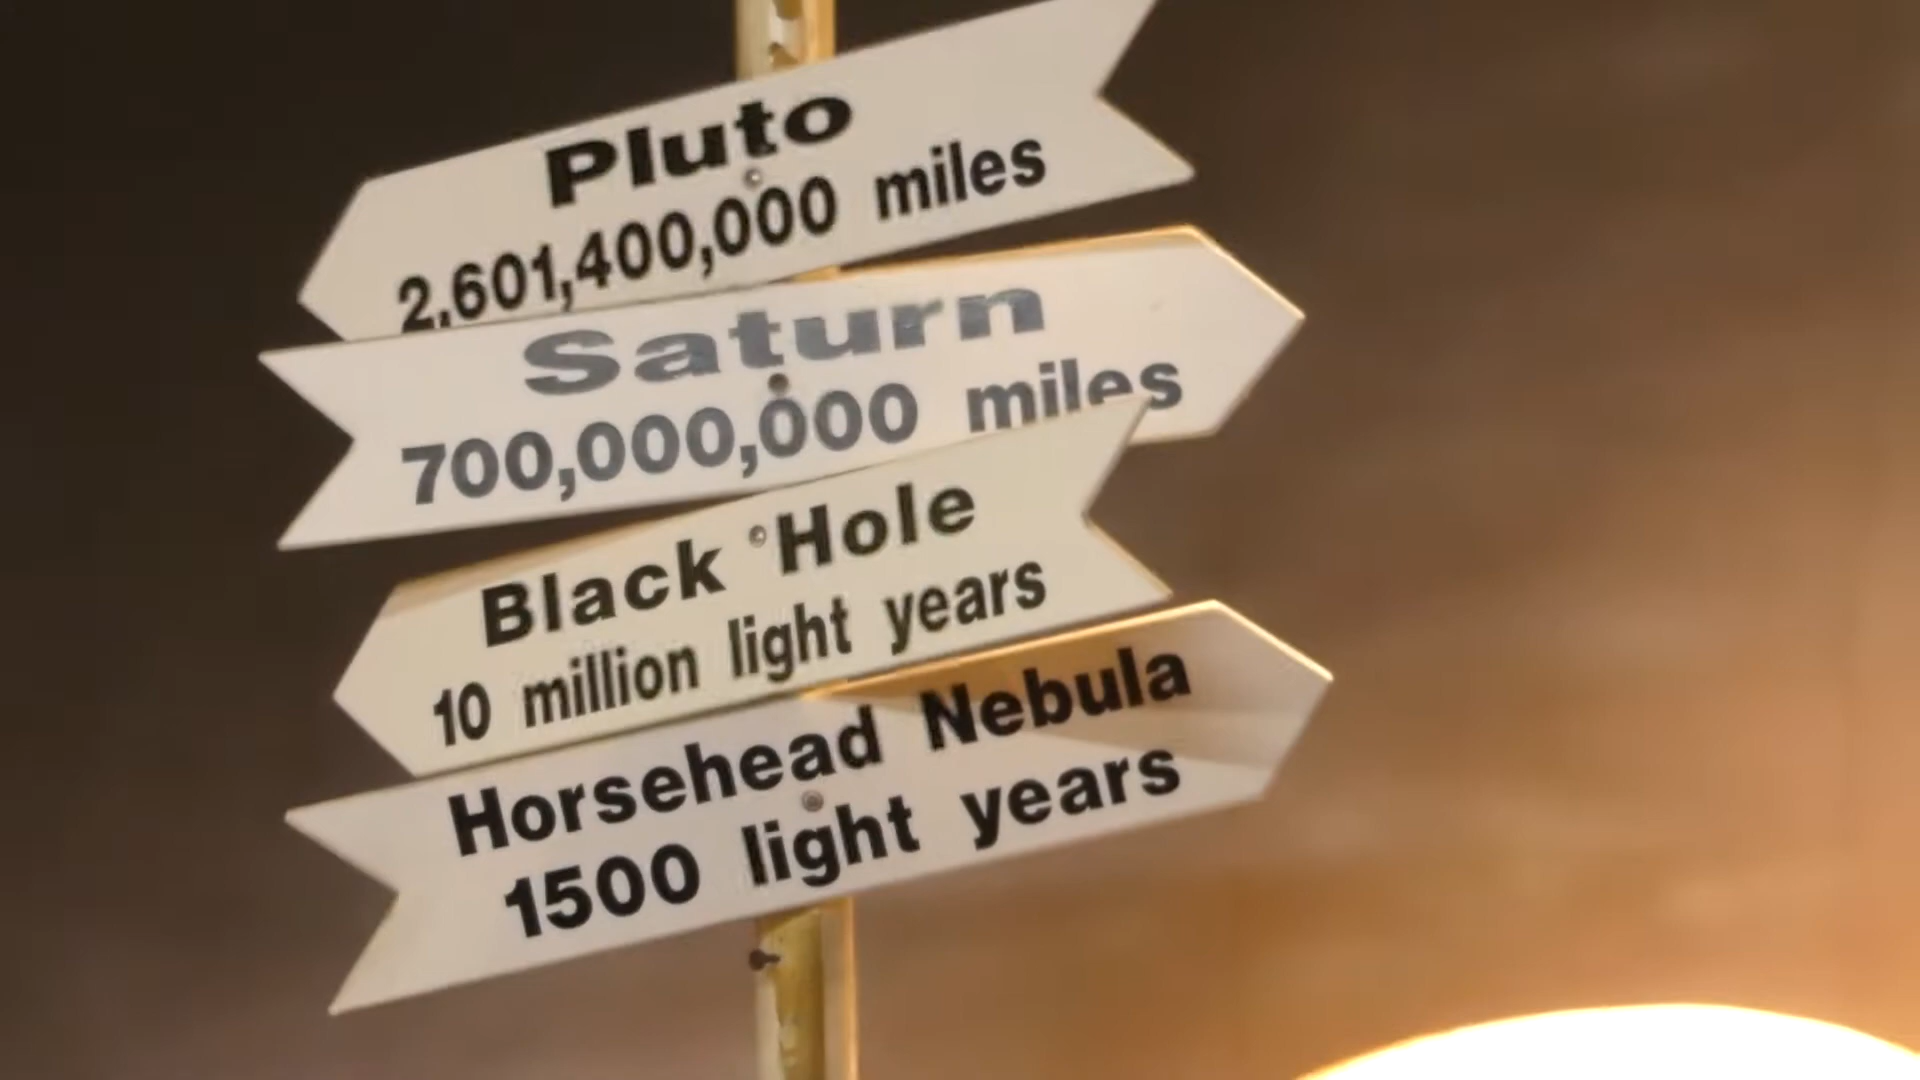 Pluto
2,601,400,000 miles
Saturn
700,000,000 miles
Black Hole
10 million light years
Horsehead Nebula
1500 light years